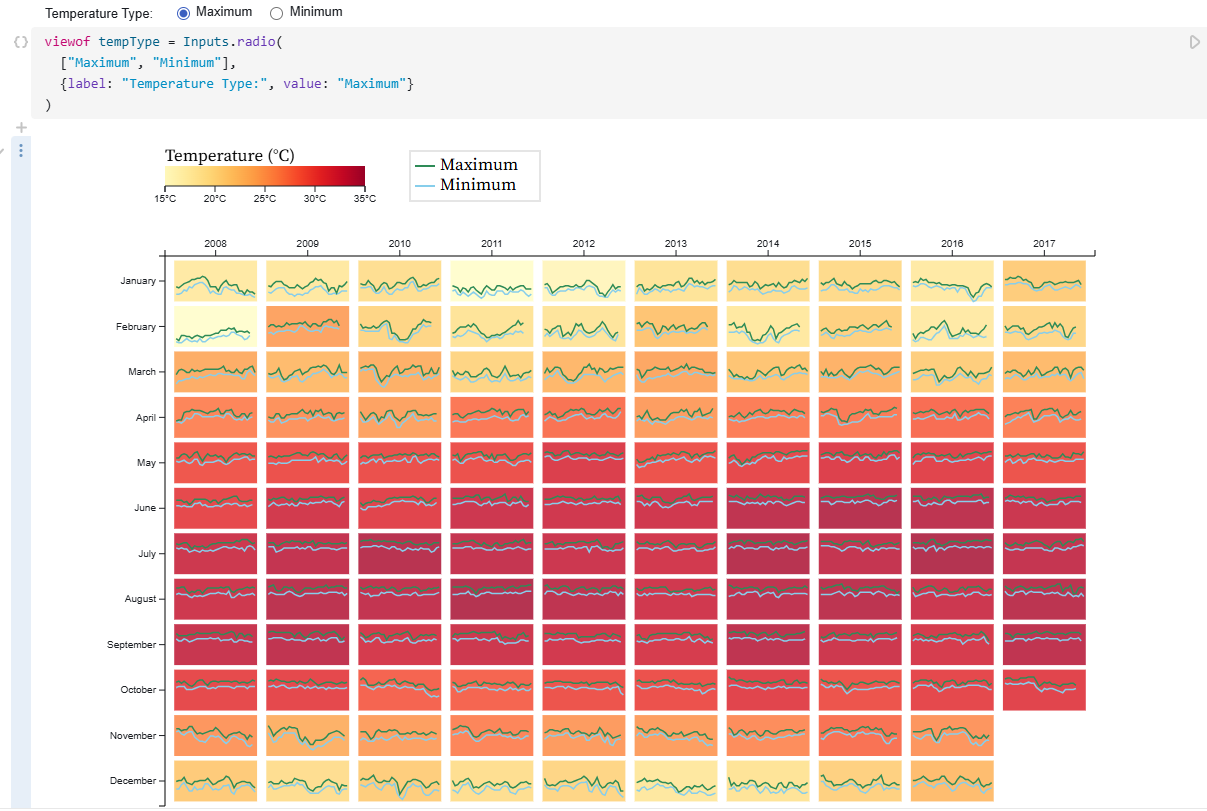 Temperature Type: Maximum Minimum
viewof tempType = Inputs.radio(
["Maximum", "Minimum"],
{label: "Temperature Type:", value: "Maximum"}
)
Temperature (°C)
15°C 20°C 25°C 30°C 35°C
Maximum
Minimum
2008 2009 2010 2011 2012 2013 2014 2015 2016 2017
January
February
March
April
May
June
July
August
September
October
November
December